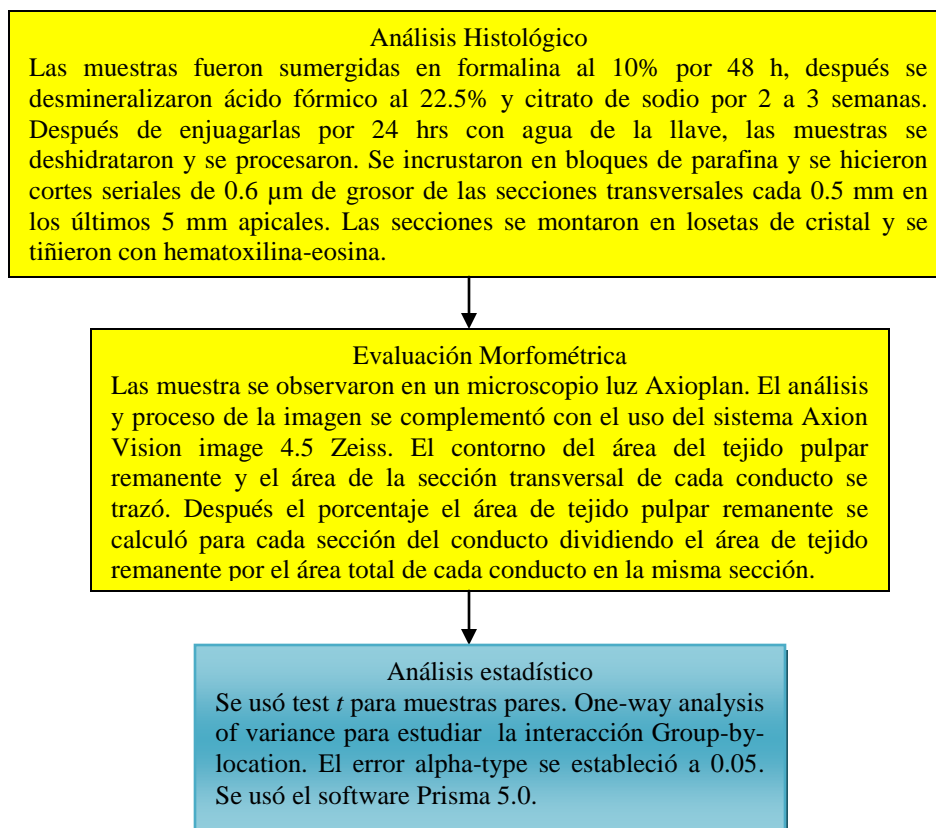 Análisis Histológico
Las muestras fueron sumergidas en formalina al 10% por 48 h, después se
desmineralizaron ácido fórmico al 22.5% y citrato de sodio por 2 a 3 semanas.
Después de enjuagarlas por 24 hrs con agua de la llave, las muestras se
deshidrataron y se procesaron. Se incrustaron en bloques de parafina y se hicieron
cortes seriales de 0.6 µm de grosor de las secciones transversales cada 0.5 mm en
los últimos 5 mm apicales. Las secciones se montaron en losetas de cristal y se
tiñieron con hematoxilina-eosina.
Evaluación Morfométrica
Las muestra se observaron en un microscopio luz Axioplan. El análisis
y proceso de la imagen se complementó con el uso del sistema Axion
Vision image 4.5 Zeiss. El contorno del área del tejido pulpar
remanente y el área de la sección transversal de cada conducto se
trazó. Después el porcentaje el área de tejido pulpar remanente se
calculó para cada sección del conducto dividiendo el área de tejido
remanente por el área total de cada conducto en la misma sección.
Análisis estadístico
Se usó test t para muestras pares. One-way analysis
of variance para estudiar la interacción Group-by-
location. El error alpha-type se estableció a 0.05.
Se usó el software Prisma 5.0.